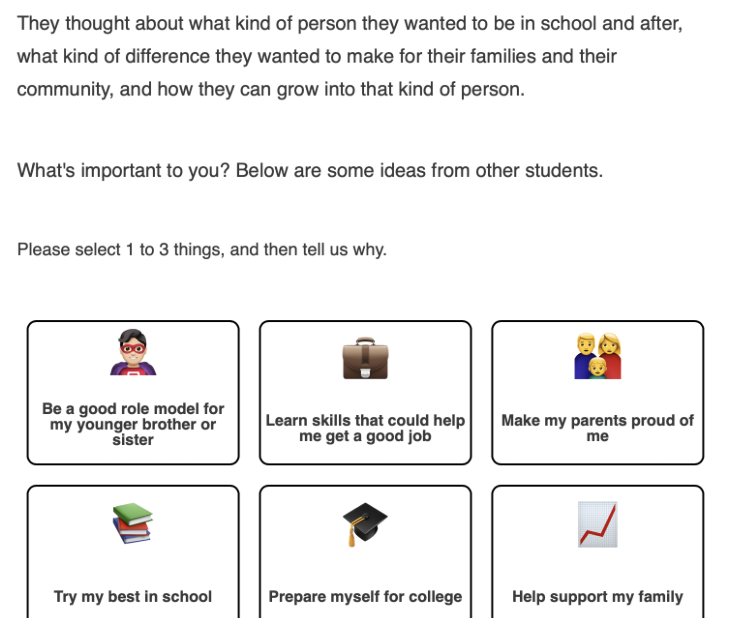 They thought about what kind of person they wanted to be in school and after,
what kind of difference they wanted to make for their families and their
community, and how they can grow into that kind of person.
What's important to you? Below are some ideas from other students.
Please select 1 to 3 things, and then tell us why.
Be a good role model for
my younger brother or
sister
Learn skills that could help
me get a good job
Make my parents proud of
me
Try my best in school
Prepare myself for college
Help support my family